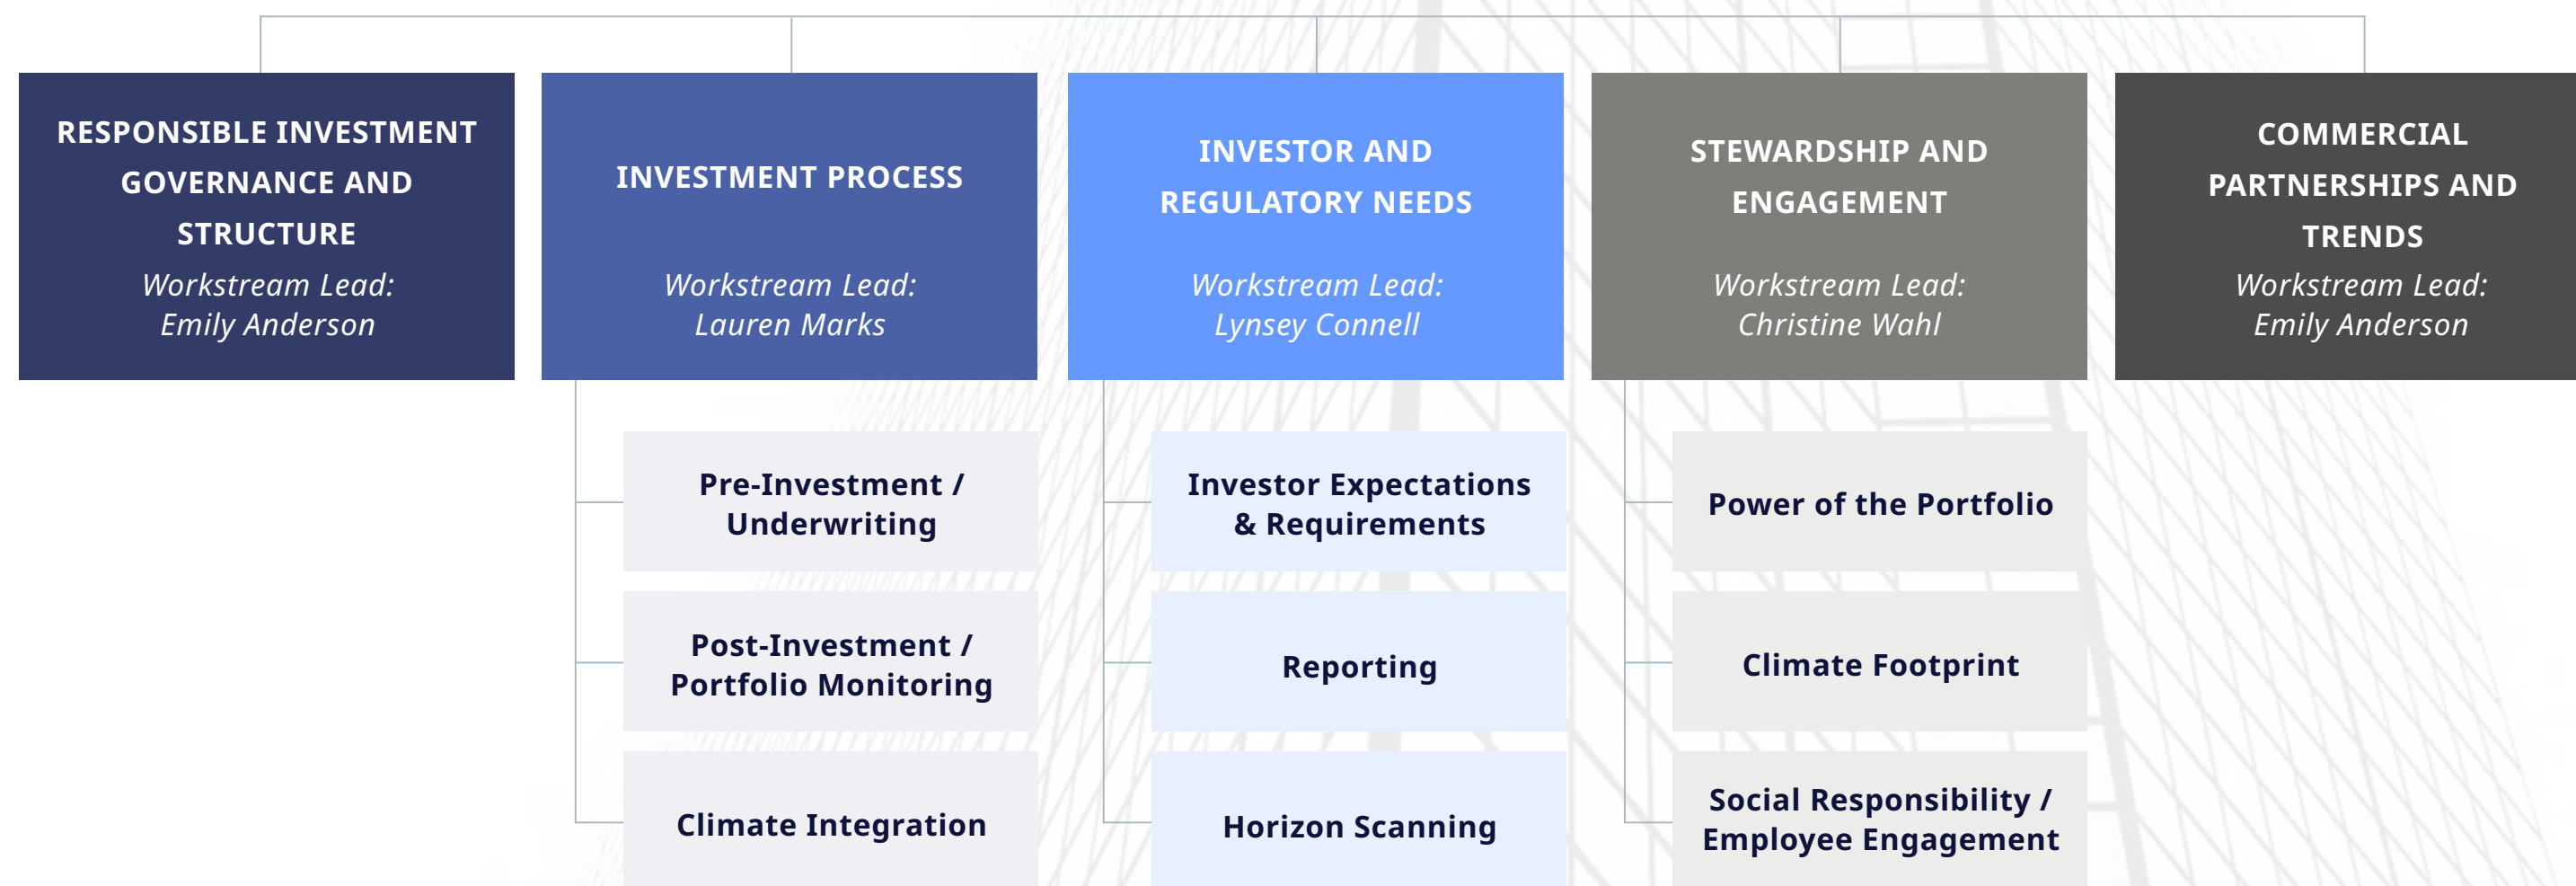 RESPONSIBLE INVESTMENT
GOVERNANCE AND
STRUCTURE
Workstream Lead:
Emily Anderson
INVESTMENT PROCESS
Workstream Lead:
Lauren Marks
Pre-Investment /
Underwriting
Post-Investment /
Portfolio Monitoring
Climate Integration
INVESTOR AND
REGULATORY NEEDS
Workstream Lead:
Lynsey Connell
Investor Expectations
& Requirements
Reporting
Horizon Scanning
STEWARDSHIP AND
ENGAGEMENT
Workstream Lead:
Christine Wahl
Power of the Portfolio
Climate Footprint
Social Responsibility /
Employee Engagement
COMMERCIAL
PARTNERSHIPS AND
TRENDS
Workstream Lead:
Emily Anderson